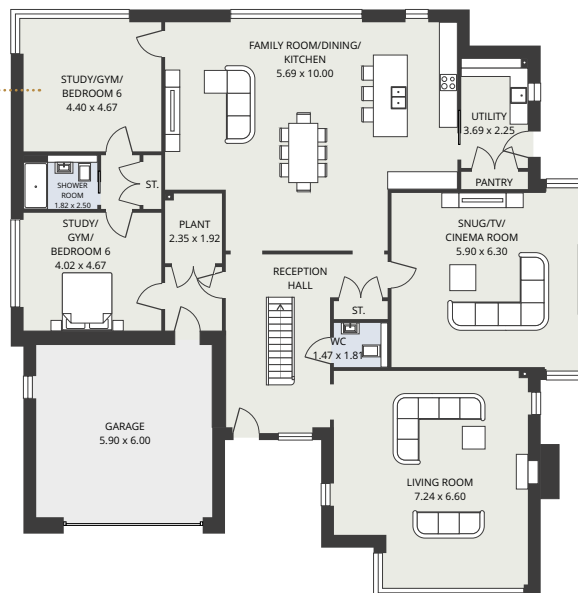 FAMILY ROOM/DINING/
KITCHEN
5.69 x 10.00
STUDY/GYM/
BEDROOM 6
4.40 x 4.67
UTILITY
3.69 x 2.25
PANTRY
ST.
SHOWER
ROOM
1.82 x 2.50
STUDY/
GYM/
BEDROOM 6
4.02 x 4.67
PLANT
2.35 x 1.92
SNUG/TV/
CINEMA ROOM
5.90 x 6.30
RECEPTION
HALL
ST.
WC
1.47 x 1.81
GARAGE
5.90 x 6.00
LIVING ROOM
7.24 x 6.60